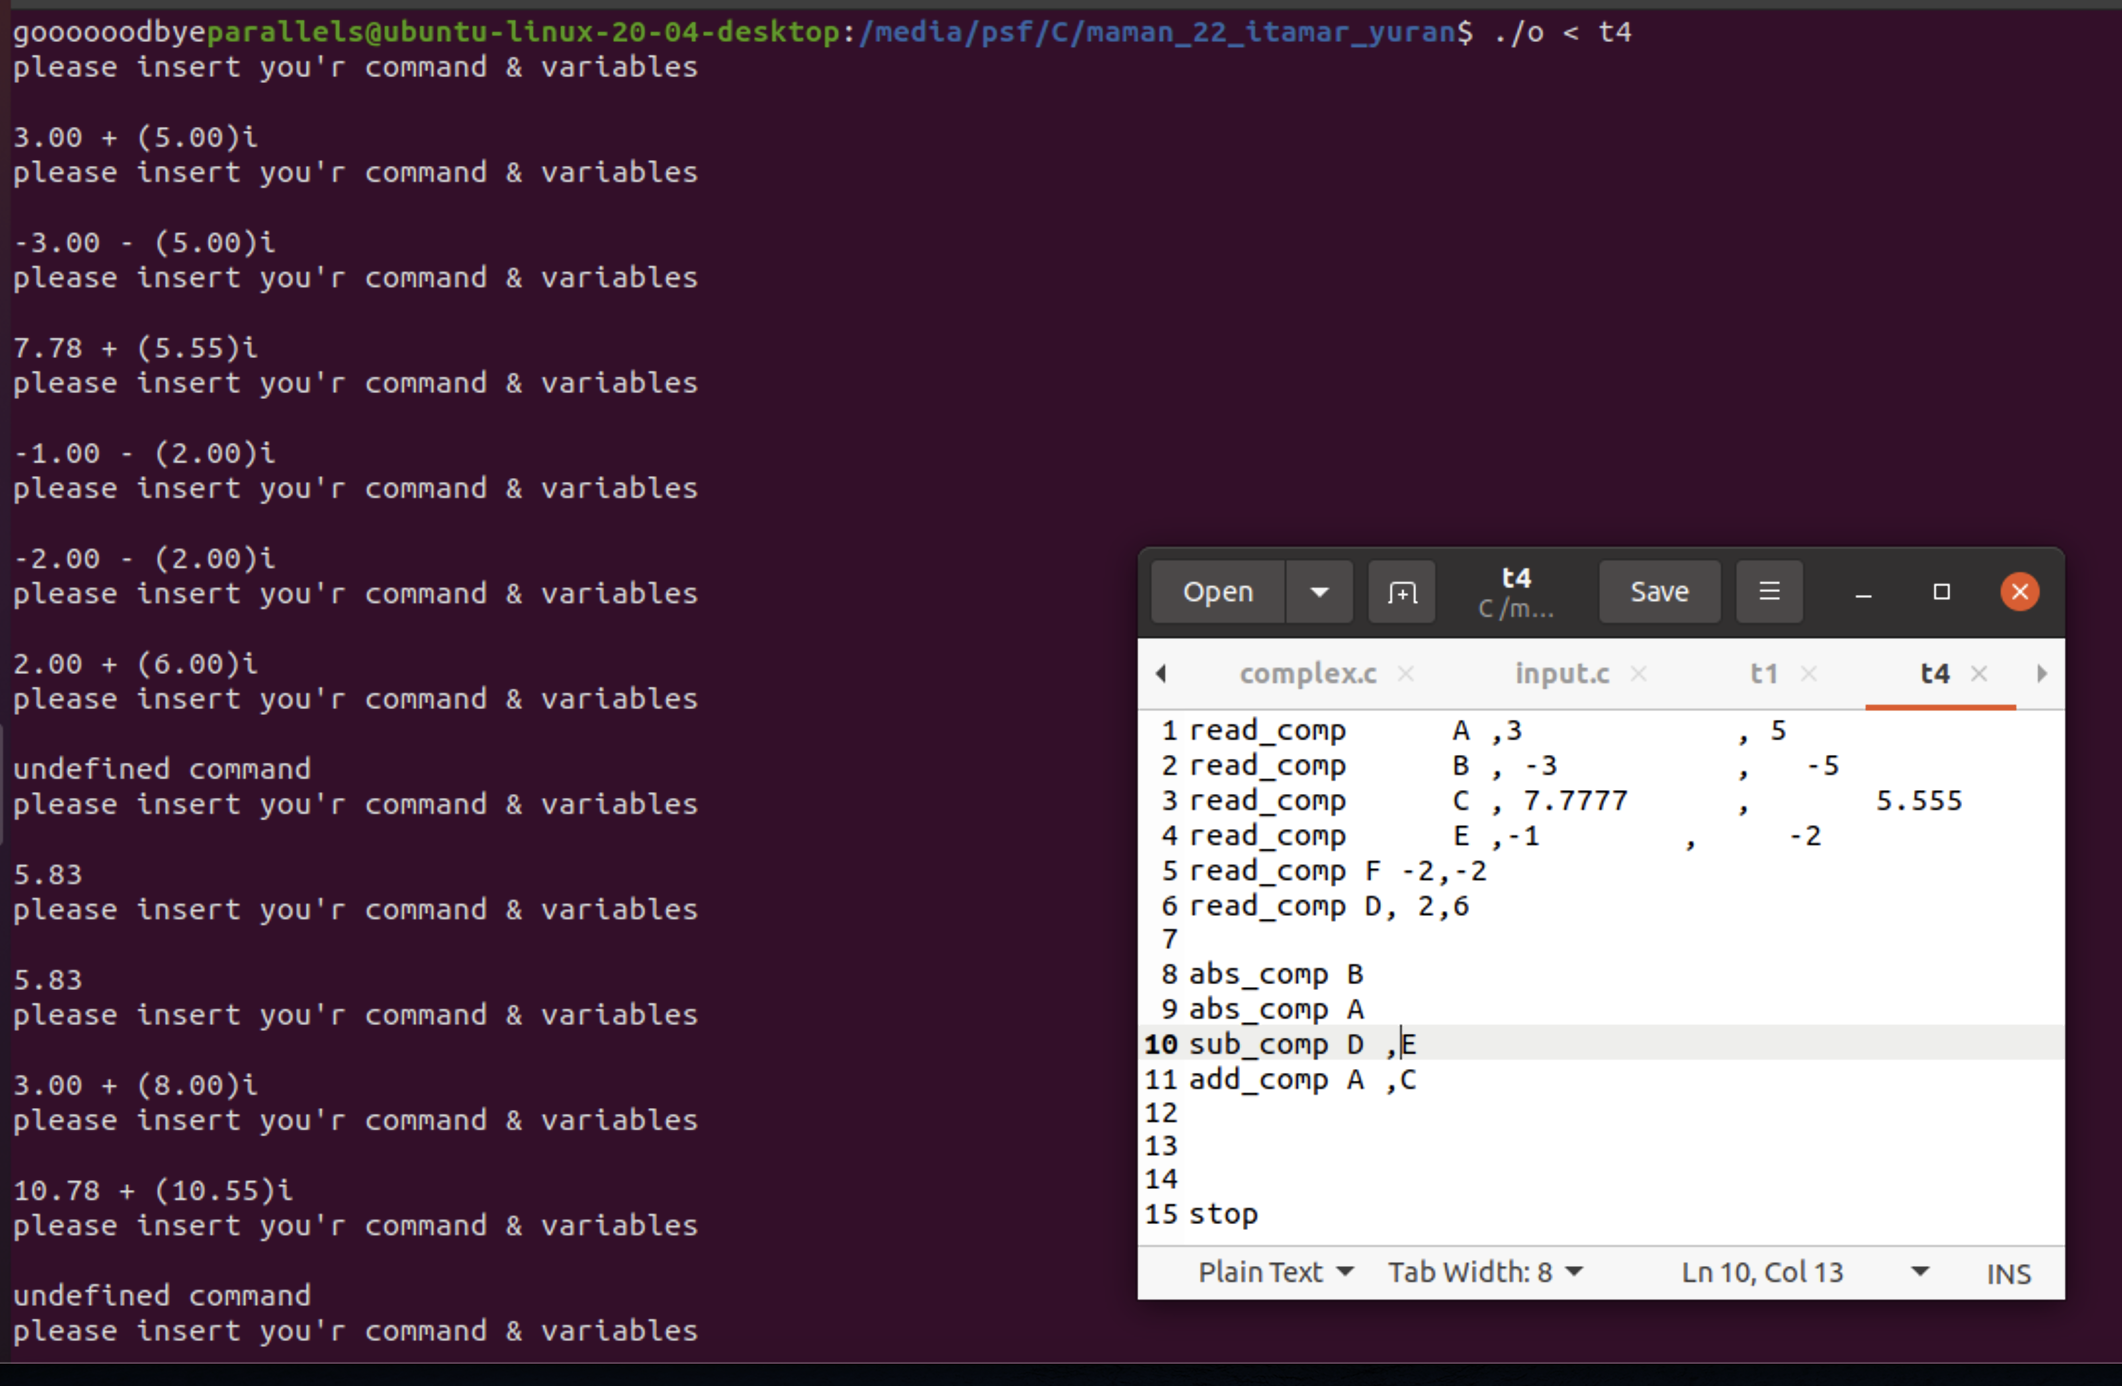 goooooodbyeparallels@ubuntu-linux-20-04-desktop:/media/psf/C/maman_22_itamar_yuran$ ./o < t4
please insert you'r command & variables
3.00 + (5.00)i
please insert you'r command & variables
-3.00 - (5.00)i
please insert you'r command & variables
7.78 + (5.55)i
please insert you'r command & variables
-1.00 - (2.00)i
please insert you'r command & variables
-2.00 - (2.00)i
please insert you'r command & variables
2.00 + (6.00)i
please insert you'r command & variables
undefined command
please insert you'r command & variables
5.83
please insert you'r command & variables
5.83
please insert you'r command & variables
3.00 + (8.00)i
please insert you'r command & variables
10.78 + (10.55)i
please insert you'r command & variables
undefined command
please insert you'r command & variables
Open t4 Save
C /m...
complex.c input.c t1 t4
1 read_comp      A ,3            , 5
2 read_comp      B , -3          ,   -5
3 read_comp      C , 7.7777      ,       5.555
4 read_comp      E ,-1        ,     -2
5 read_comp F -2,-2
6 read_comp D, 2,6
7
8 abs_comp B
9 abs_comp A
10 sub_comp D ,E
11 add_comp A ,C
12
13
14
15 stop
Plain Text Tab Width: 8 Ln 10, Col 13 INS